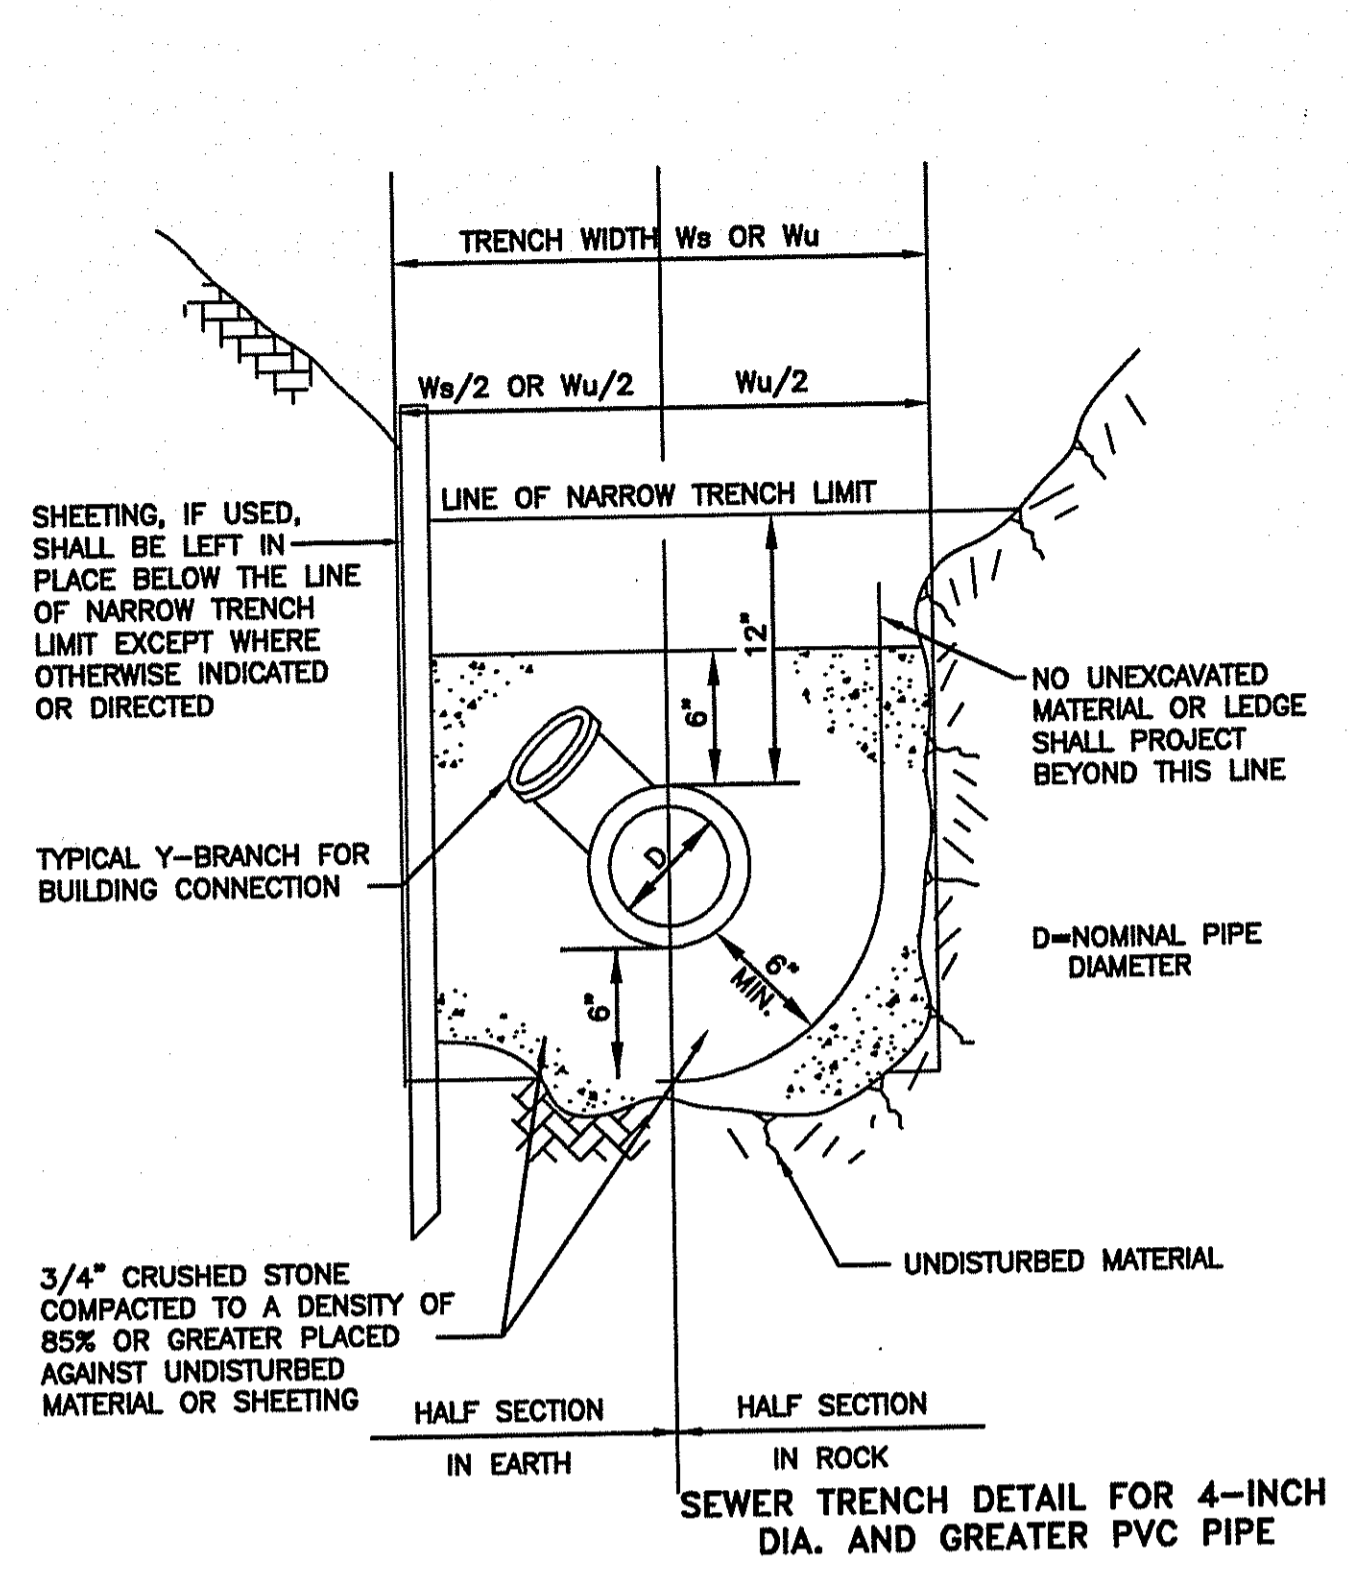 TRENCH WIDTH Ws OR Wu
Ws/2 OR Wu/2
Wu/2
LINE OF NARROW TRENCH LIMIT
SHEETING, IF USED,
SHALL BE LEFT IN
PLACE BELOW THE LINE
OF NARROW TRENCH
LIMIT EXCEPT WHERE
OTHERWISE INDICATED
OR DIRECTED
12"
6"
NO UNEXCAVATED
MATERIAL OR LEDGE
SHALL PROJECT
BEYOND THIS LINE
TYPICAL Y-BRANCH FOR
BUILDING CONNECTION
D
D=NOMINAL PIPE
DIAMETER
6"
MIN.
6"
UNDISTURBED MATERIAL
3/4" CRUSHED STONE
COMPACTED TO A DENSITY OF
85% OR GREATER PLACED
AGAINST UNDISTURBED
MATERIAL OR SHEETING
HALF SECTION
IN EARTH
HALF SECTION
IN ROCK
SEWER TRENCH DETAIL FOR 4-INCH
DIA. AND GREATER PVC PIPE